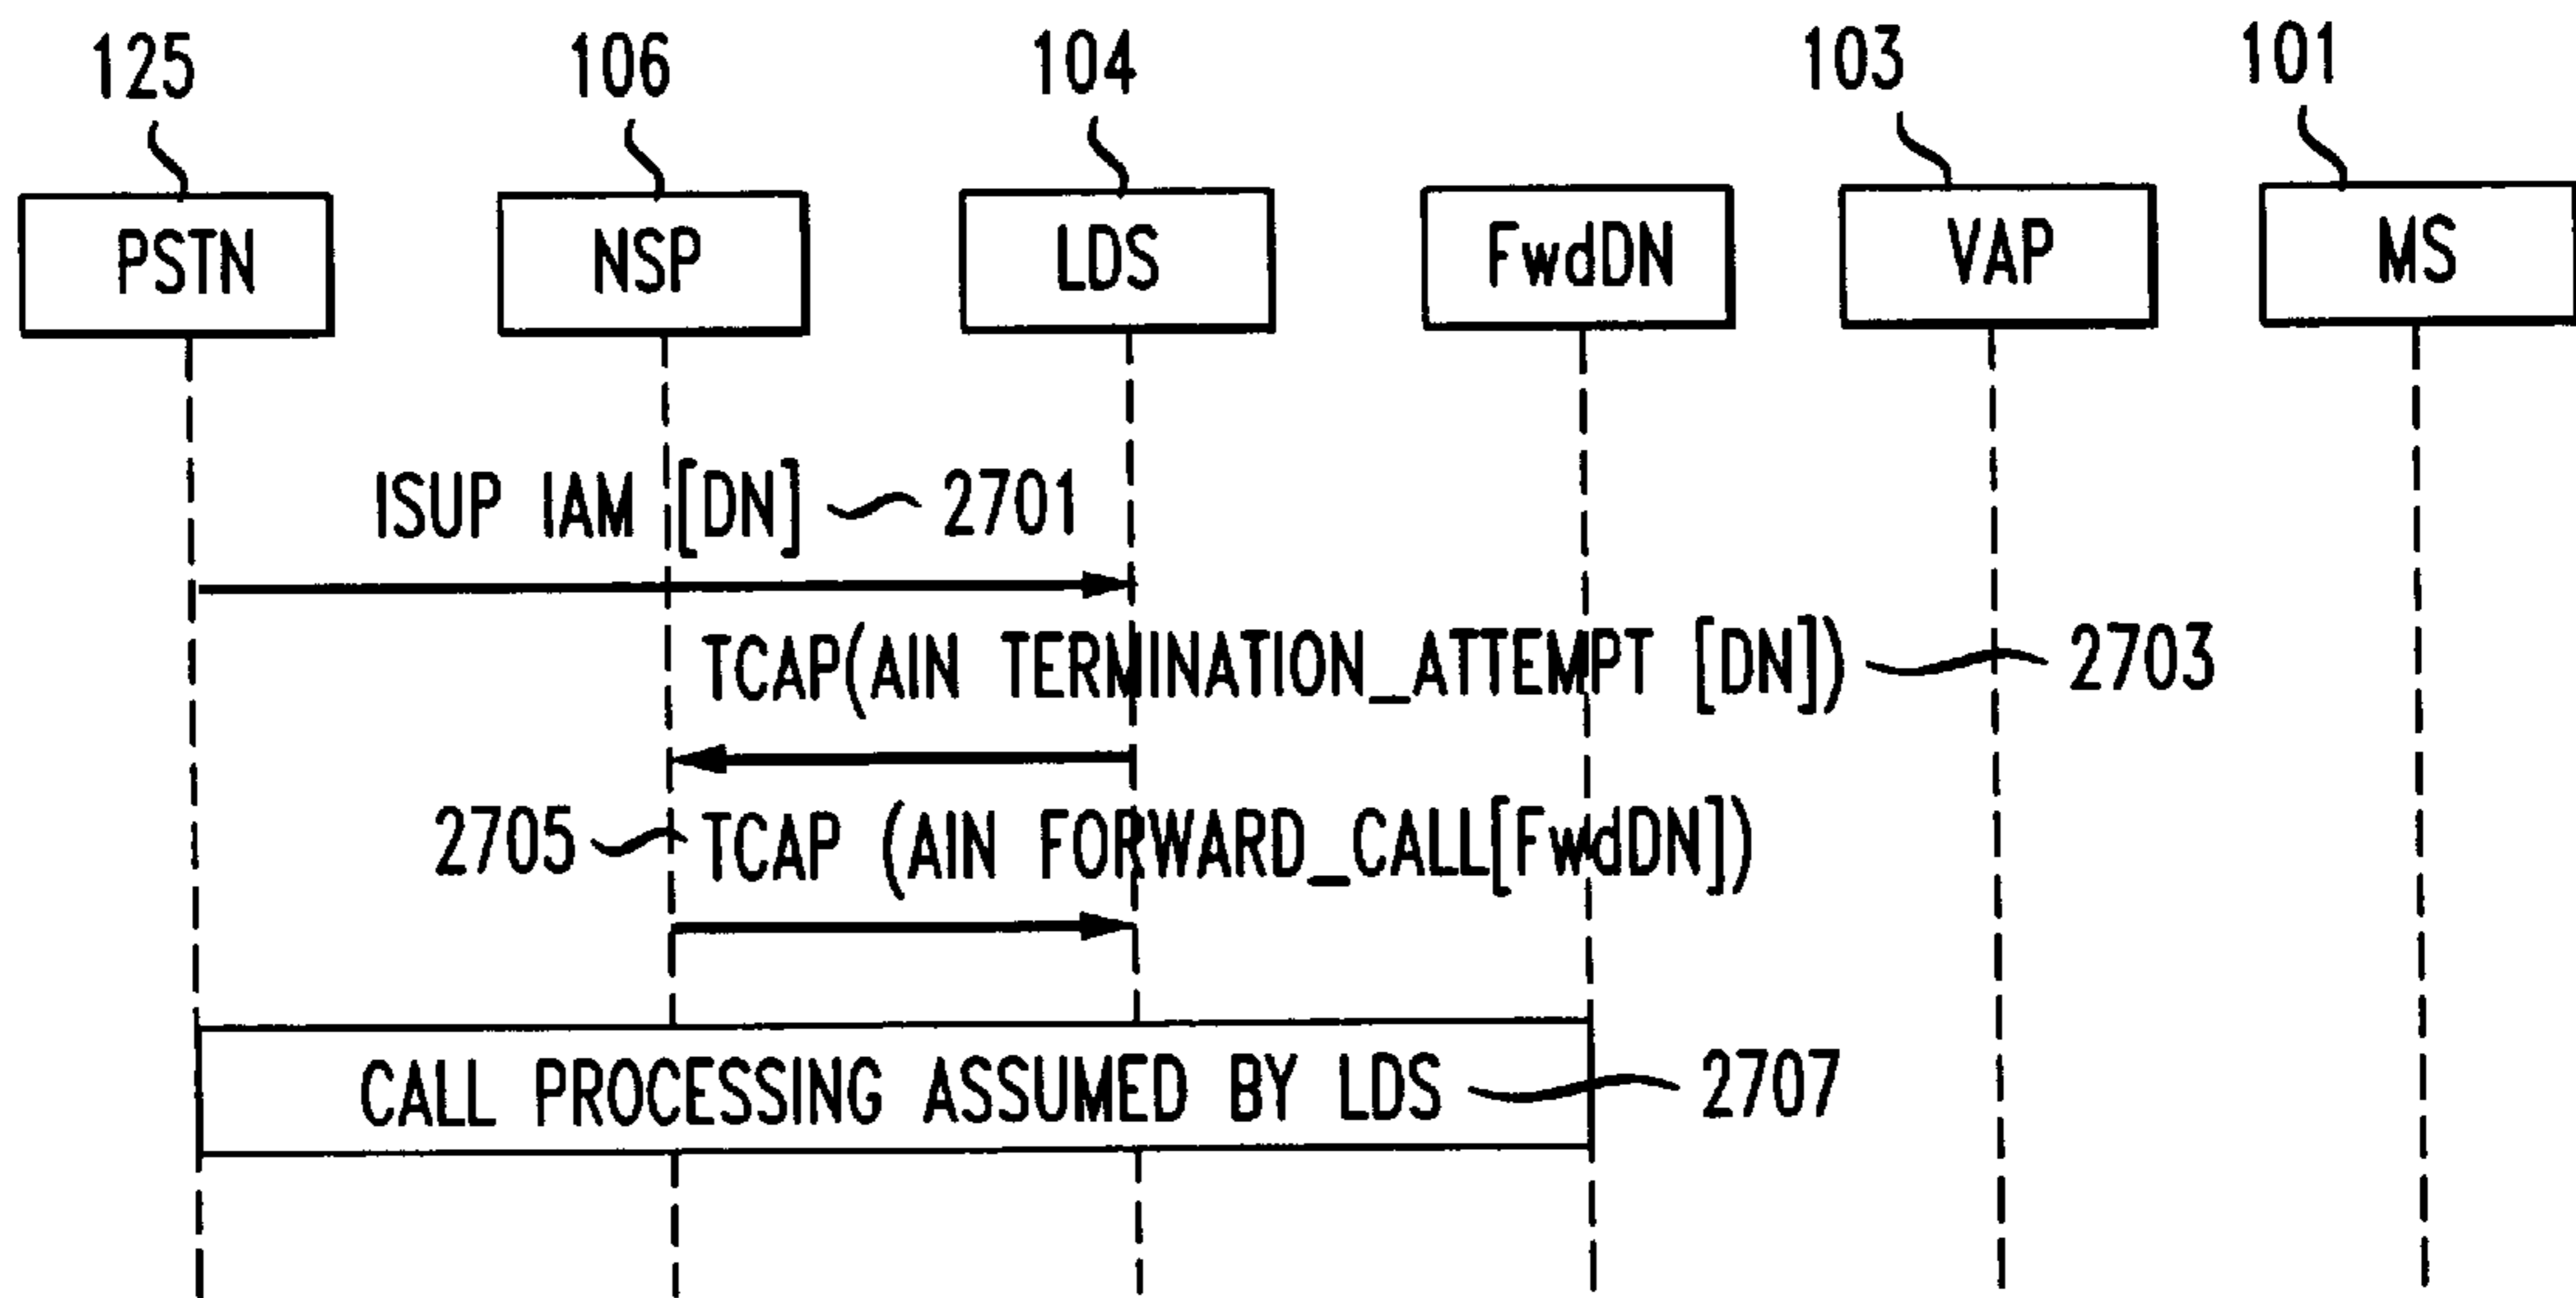 125 106 104 103 101
PSTN NSP LDS FwdDN VAP MS
ISUP IAM [DN] 2701
TCAP(AIN TERMINATION_ATTEMPT [DN]) 2703
2705 TCAP (AIN FORWARD_CALL[FwdDN])
CALL PROCESSING ASSUMED BY LDS 2707